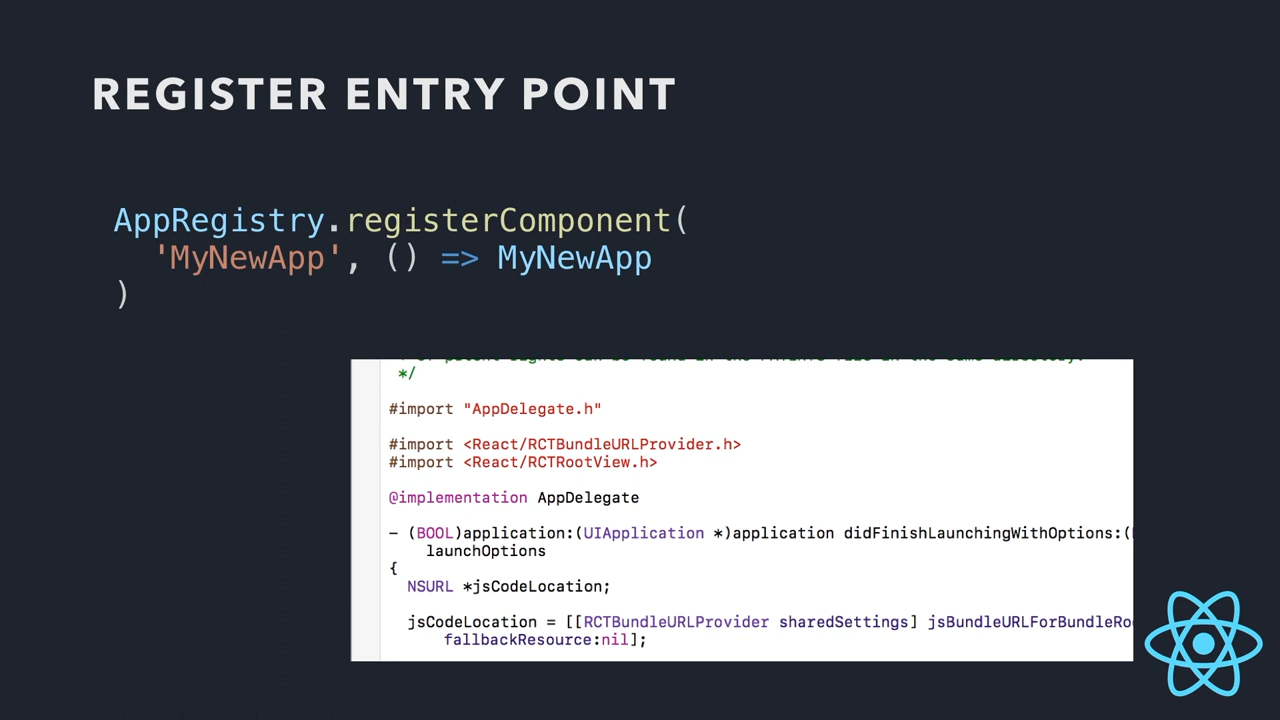 REGISTER ENTRY POINT
AppRegistry.registerComponent(
'MyNewApp', () => MyNewApp
)
*/
#import "AppDelegate.h"
#import <React/RCTBundleURLProvider.h>
#import <React/RCTRootView.h>
@implementation AppDelegate
- (BOOL)application:(UIApplication *)application didFinishLaunchingWithOptions:(
launchOptions
{
NSURL *jsCodeLocation;
jsCodeLocation = [[RCTBundleURLProvider sharedSettings] jsBundleURLForBundleRo
fallbackResource:nil];